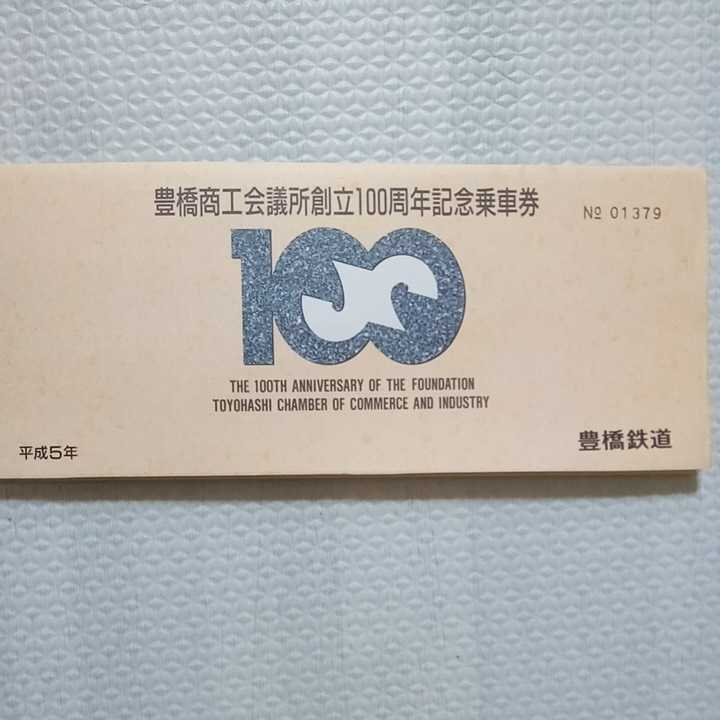 豊橋商工会議所創立100周年記念乗車券
№ 01379
100
THE 100TH ANNIVERSARY OF THE FOUNDATION
TOYOHASHI CHAMBER OF COMMERCE AND INDUSTRY
平成5年
豊橋鉄道